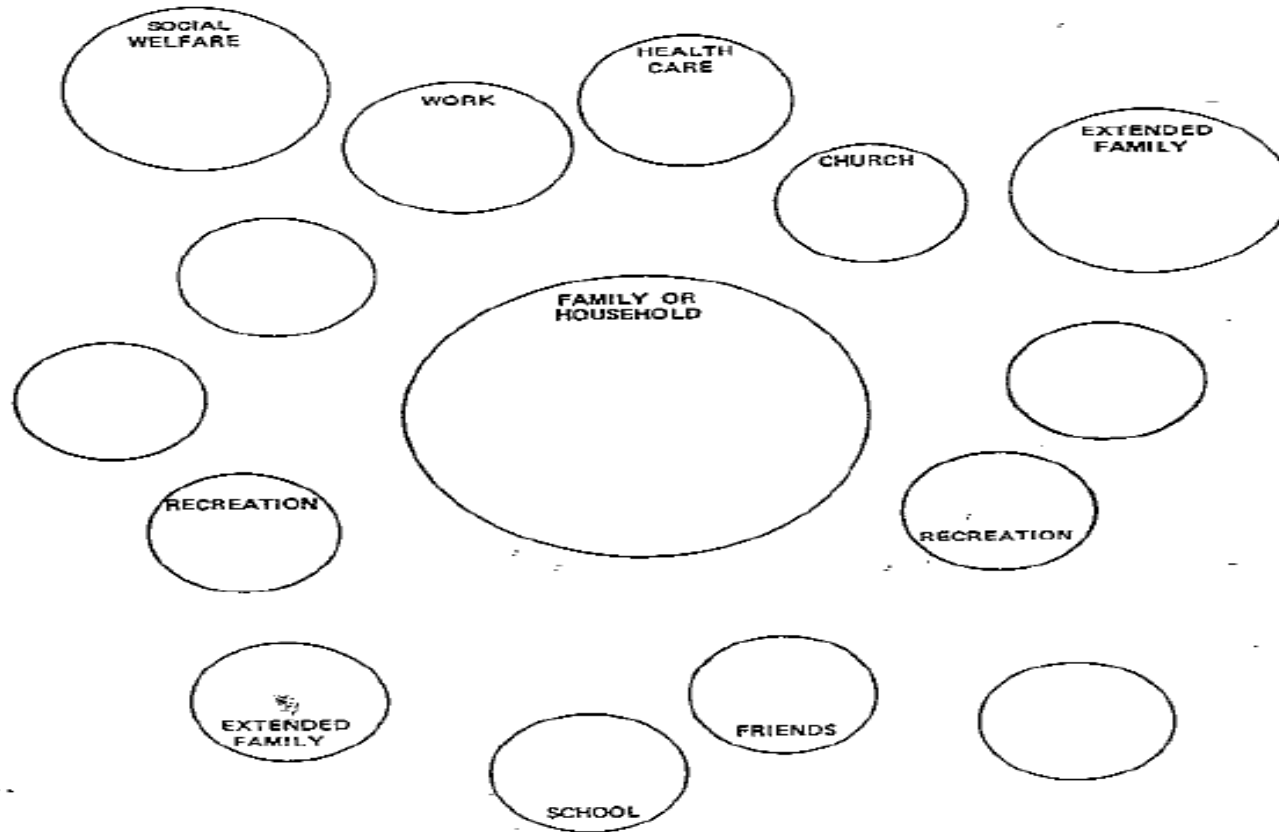 SOCIAL
WELFARE
HEALTH
CARE
WORK
EXTENDED
FAMILY
CHURCH
FAMILY OR
HOUSEHOLD
RECREATION
RECREATION
EXTENDED
FAMILY
FRIENDS
SCHOOL